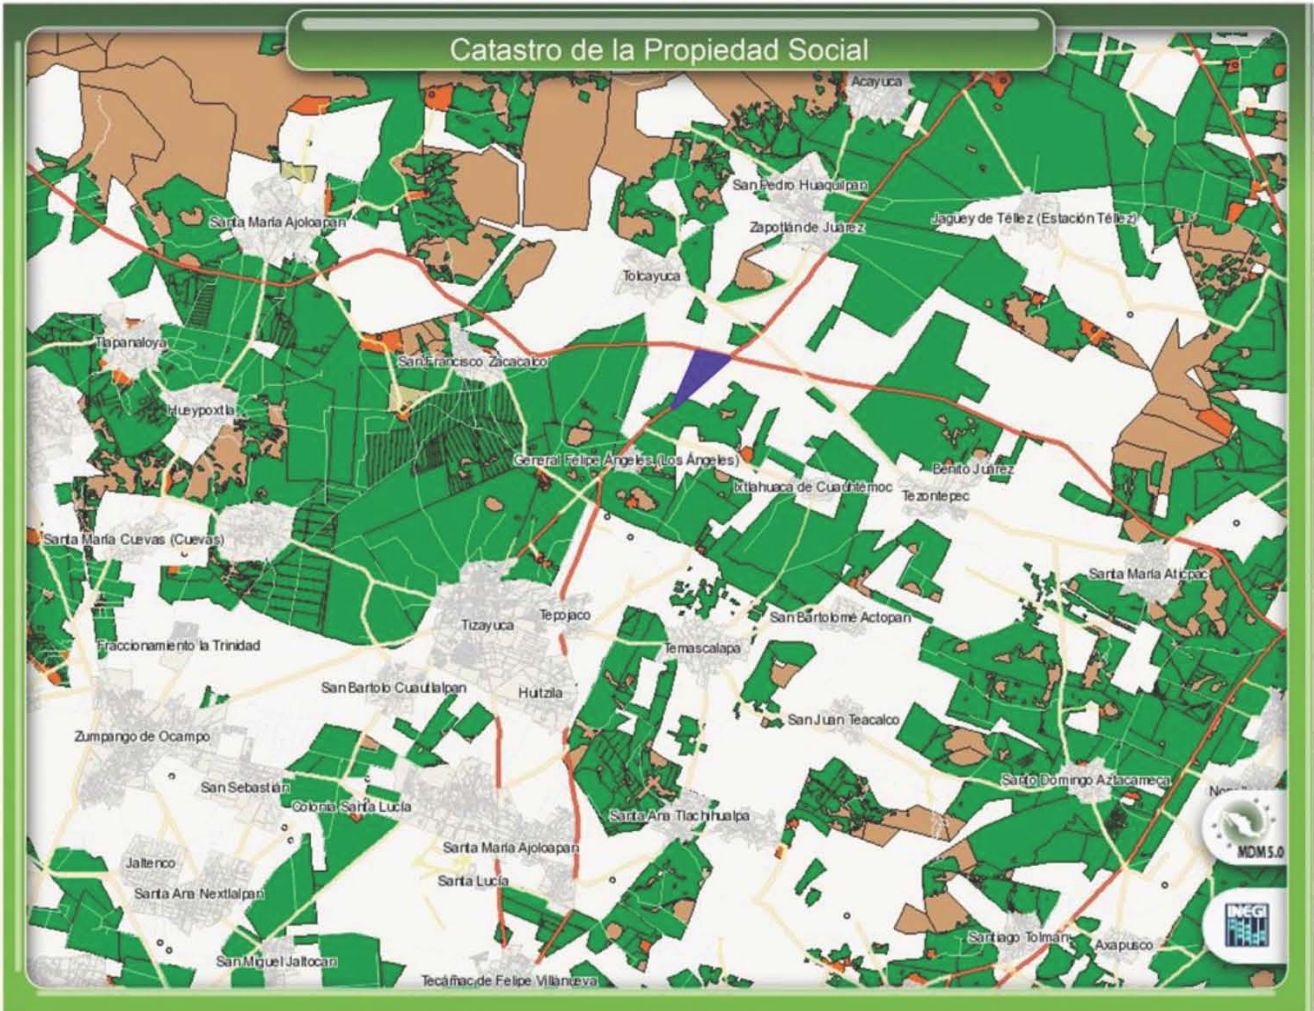 Catastro de la Propiedad Social
Acayuca
San Pedro Huaquilpan
Santa María Ajoloapan
Zapotlán de Juárez
Jaguey de Téllez (Estación Téllez)
Tolcayuca
Tlapanaloya
San Francisco Zacacalco
Hueypoxtla
General Felipe Ángeles (Los Ángeles)
Benito Juárez
Ixtlahuaca de Cuauhtémoc
Tezontepec
Santa María Cuevas (Cuevas)
Santa María Aticpac
Tizayuca
Tepojaco
San Bartolomé Actopan
Fraccionamiento la Trinidad
Temascalapa
San Bartolo Cuautlalpan
Huitzila
San Juan Teacalco
Zumpango de Ocampo
San Sebastián
Santo Domingo Aztacameca
Colonia Santa Lucía
Santa Ana Tlachihualpa
MDM 5.0
Santa María Ajoloapan
Jaltenco
Santa Lucía
Santa Ana Nextlalpan
INEGI
Santiago Tolman
Axapusco
San Miguel Jaltocan
Tecámac de Felipe Villanueva